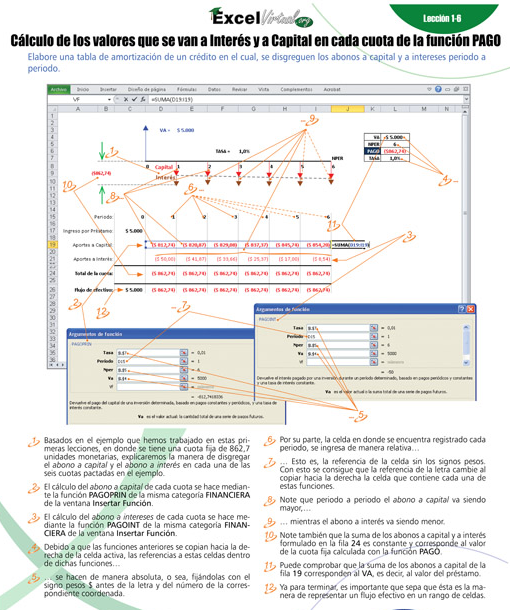 ExcelVirtual.org
Lección 1-6
Cálculo de los valores que se van a Interés y a Capital en cada cuota de la función PAGO
Elabore una tabla de amortización de un crédito en el cual, se disgreguen los abonos a capital y a intereses periodo a
periodo.
Archivo Inicio Insertar Diseño de página Fórmulas Datos Revisar Vista Complementos Acrobat
VF =SUMA(D19:I19)
A B C D E F G H I J K L M N
VA = $ 5.000
TASA = 1,0%
NPER
VA $ 5.000
NPER 6
PAGO ($862,74)
TASA 1,0%
0 1 2 3 4 5 6
Capital
Interés
($862,74)
Periodo: 0 1 2 3 4 5 6
Ingreso por Préstamo: $ 5.000
Aportes a Capital: ($ 812,74) ($ 820,87) ($ 829,08) ($ 837,37) ($ 845,74) ($ 854,20) =SUMA(D19:I19)
Aportes a Interés: ($ 50,00) ($ 41,87) ($ 33,66) ($ 25,37) ($ 17,00) ($ 8,54)
Total de la cuota: ($ 862,74) ($ 862,74) ($ 862,74) ($ 862,74) ($ 862,74) ($ 862,74)
Flujo de efectivo: $ 5.000 ($ 862,74) ($ 862,74) ($ 862,74) ($ 862,74) ($ 862,74) ($ 862,74)
Argumentos de función
PAGOPRIN
Tasa = 0,01
Periodo = 1
Nper = 6
Va = 5000
Vf
= -812,7418336
Devuelve el pago del capital de una inversión determinada, basado en pagos constantes y periódicos, y una tasa de
interés constante.
Va es el valor actual: la cantidad total de una serie de pagos futuros.
Argumentos de función
PAGOINT
Tasa = 0,01
Periodo = 1
Nper = 6
Va = 5000
Vf
= -50
Devuelve el interés pagado por una inversión durante un período determinado, basado en pagos periódicos y constantes
y una tasa de interés constante.
Va es el valor actual o la cantidad total de una serie de pagos futuros.
1 Basados en el ejemplo que hemos trabajado en estas pri-
meras lecciones, en donde se tiene una cuota fija de 862,7
unidades monetarias, explicaremos la manera de disgregar
el abono a capital y el abono a interés en cada una de las
seis cuotas pactadas en el ejemplo.
2 El cálculo del abono a capital de cada cuota se hace median-
te la función PAGOPRIN de la misma categoría FINANCIERA
de la ventana Insertar Función.
3 El cálculo del abono a intereses de cada cuota se hace me-
diante la función PAGOINT de la misma categoría FINAN-
CIERA de la ventana Insertar Función.
4 Debido a que las funciones anteriores se copian hacia la de-
recha de la celda activa, las referencias a estas celdas dentro
de dichas funciones...
5 ... se hacen de manera absoluta, o sea, fijándolas con el
signo pesos $ antes de la letra y del número de la corres-
pondiente coordenada.
6 Por su parte, la celda en donde se encuentra registrado cada
periodo, se ingresa de manera relativa...
7 ... Esto es, la referencia de la celda sin los signos pesos.
Con esto se consigue que la referencia de la letra cambie al
copiar hacia la derecha la celda que contiene cada una de
estas funciones.
8 Note que periodo a periodo el abono a capital va siendo
mayor,...
9 ... mientras el abono a interés va siendo menor.
10 Note también que la suma de los abonos a capital y a interés
formulado en la fila 24 es constante y corresponde al valor
de la cuota fija calculada con la función PAGO.
11 Puede comprobar que la suma de los abonos a capital de la
fila 19 corresponden al VA, es decir, al valor del préstamo.
12 Ya para terminar, es importante que sepa que ésta es la ma-
nera de representar un flujo efectivo en un rango de celdas.